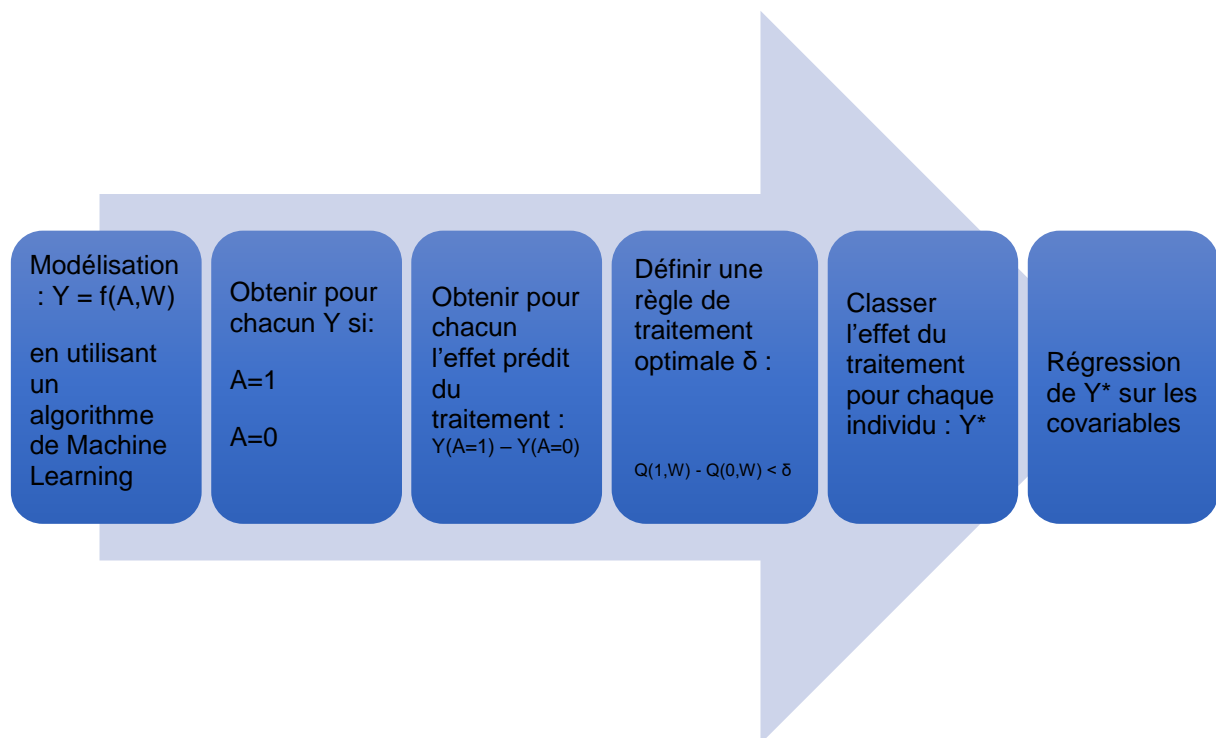 Modélisation
: Y = f(A,W)
en utilisant
un
algorithme
de Machine
Learning
Obtenir pour
chacun Y si:
A=1
A=0
Obtenir pour
chacun
l’effet prédit
du
traitement :
Y(A=1) – Y(A=0)
Définir une
règle de
traitement
optimale δ :
Q(1,W) - Q(0,W) < δ
Classer
l’effet du
traitement
pour chaque
individu : Y*
Régression
de Y* sur les
covariables